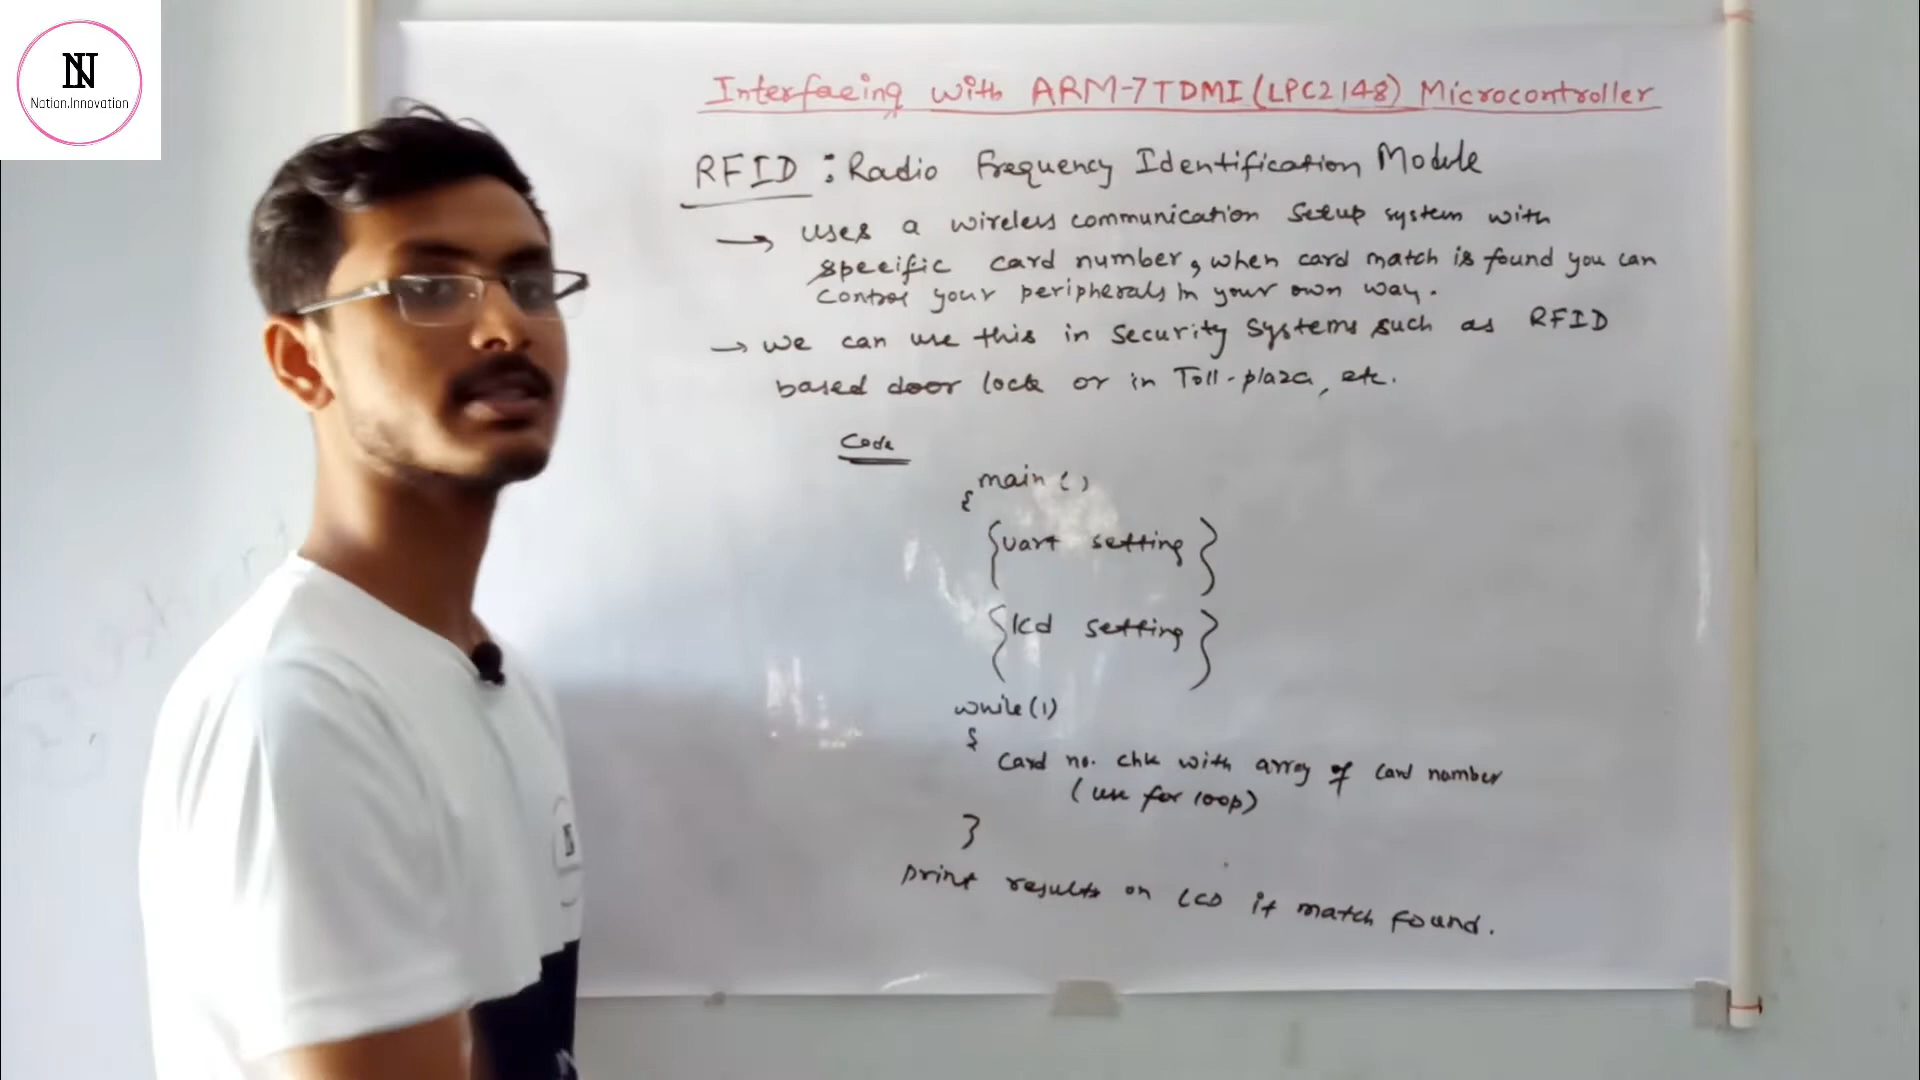 N
Nation.Innovation
Interfacing with ARM-7TDMI (LPC2148) Microcontroller
RFID : Radio Frequency Identification Module
→ uses a wireless communication setup system with
specific card number, when card match is found you can
control your peripherals in your own way.
→ we can use this in security systems such as RFID
based door lock or in Toll-plaza, etc.
Code
main ()
{
{uart setting}
{lcd setting}
while(1)
{
Card no. chk with array of card number
(use for loop)
}
print results on LCD if match found.